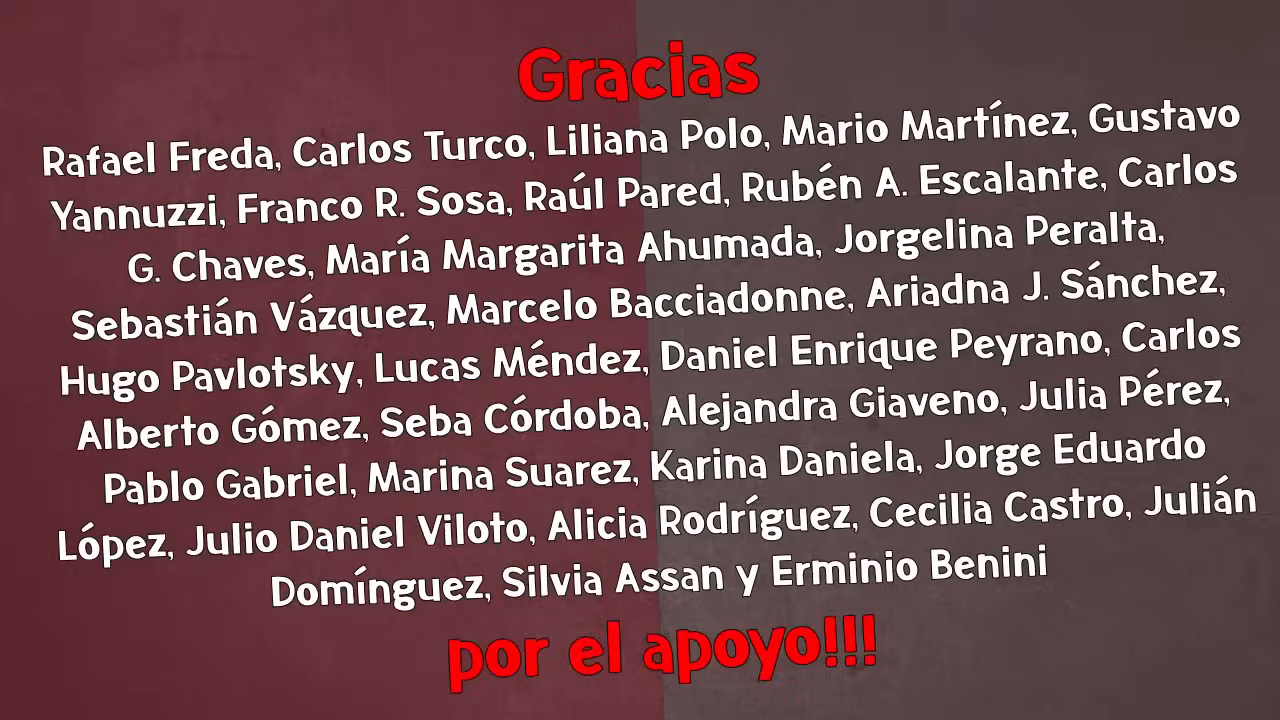 Gracias
Rafael Freda, Carlos Turco, Liliana Polo, Mario Martínez, Gustavo
Yannuzzi, Franco R. Sosa, Raúl Pared, Rubén A. Escalante, Carlos
G. Chaves, María Margarita Ahumada, Jorgelina Peralta,
Sebastián Vázquez, Marcelo Bacciadonne, Ariadna J. Sánchez,
Hugo Pavlotsky, Lucas Méndez, Daniel Enrique Peyrano, Carlos
Alberto Gómez, Seba Córdoba, Alejandra Giaveno, Julia Pérez,
Pablo Gabriel, Marina Suarez, Karina Daniela, Jorge Eduardo
López, Julio Daniel Viloto, Alicia Rodríguez, Cecilia Castro, Julián
Domínguez, Silvia Assan y Erminio Benini
por el apoyo!!!